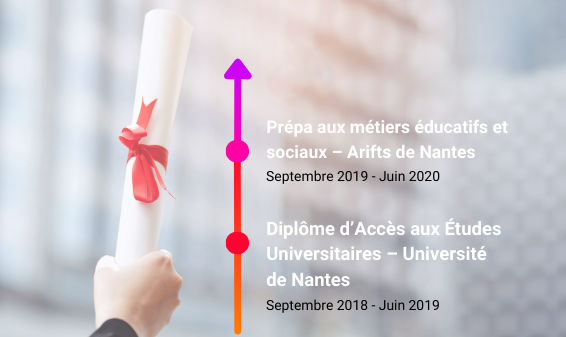 Prépa aux métiers éducatifs et
sociaux – Arifts de Nantes
Septembre 2019 - Juin 2020
Diplôme d’Accès aux Études
Universitaires – Université
de Nantes
Septembre 2018 - Juin 2019